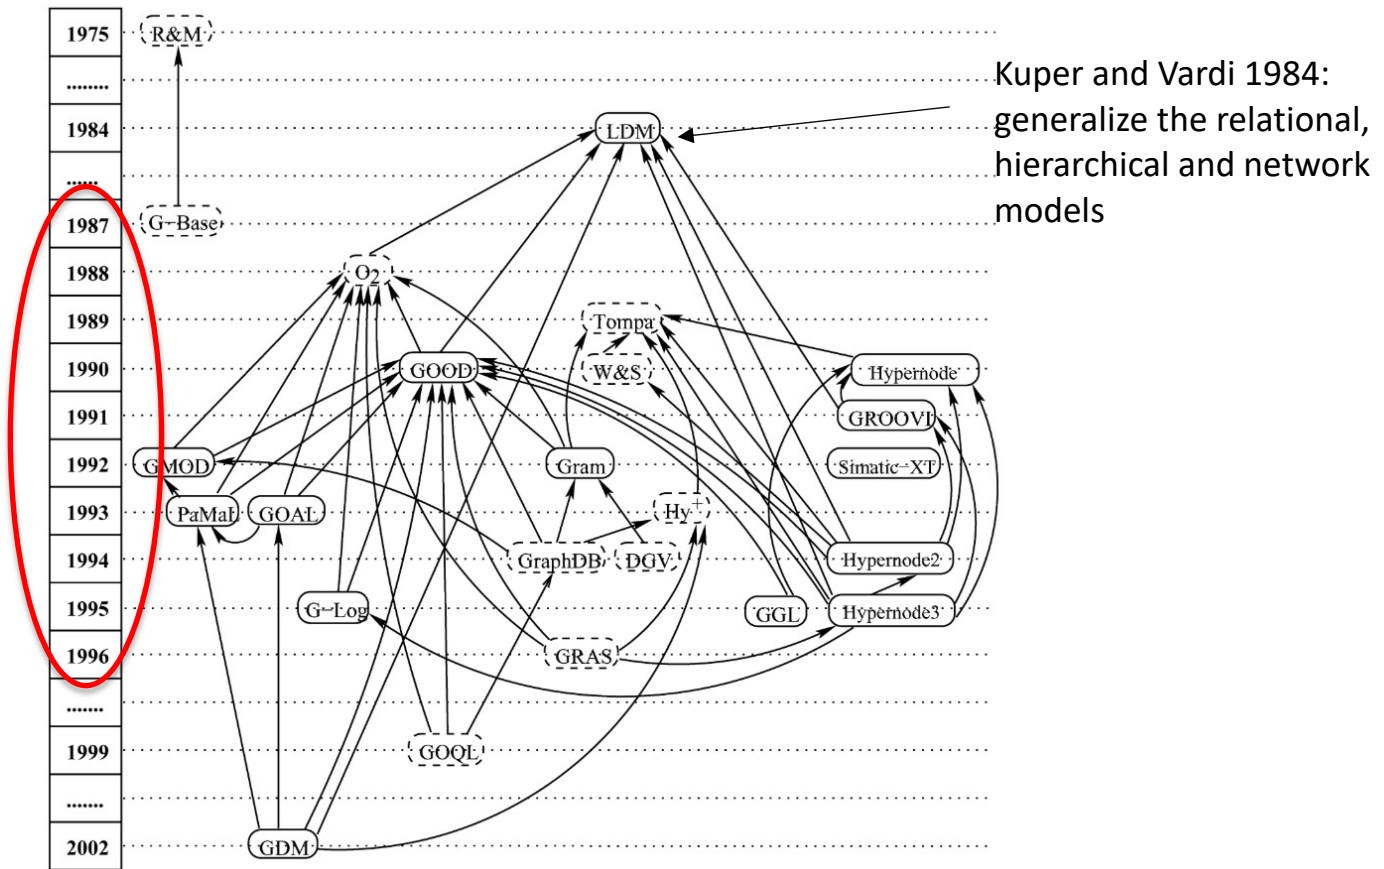 1975 R&M
........
1984 LDM
......
1987 G-Base
1988 O2
1989 Tompa
1990 GOOD W&S Hypernode
1991 GROOVY
1992 GMOD Gram Simatic-XT
1993 PaMaL GOAL Hy+
1994 GraphDB DGV Hypernode2
1995 G-Log GGL Hypernode3
1996 GRAS
.......
1999 GOQL
.......
2002 GDM
Kuper and Vardi 1984:
generalize the relational,
hierarchical and network
models